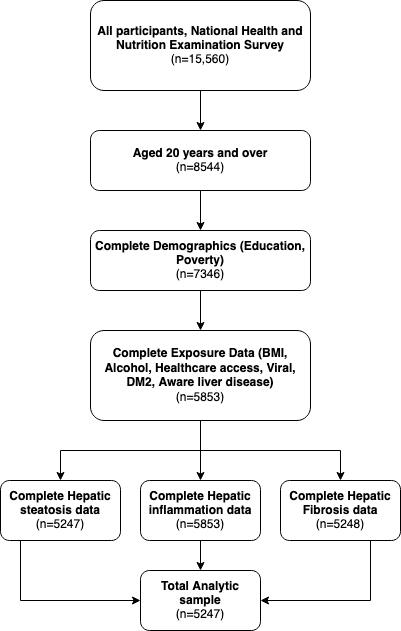 All participants, National Health and
Nutrition Examination Survey
(n=15,560)
Aged 20 years and over
(n=8544)
Complete Demographics (Education,
Poverty)
(n=7346)
Complete Exposure Data (BMI,
Alcohol, Healthcare access, Viral,
DM2, Aware liver disease)
(n=5853)
Complete Hepatic
steatosis data
(n=5247)
Complete Hepatic
inflammation data
(n=5853)
Complete Hepatic
Fibrosis data
(n=5248)
Total Analytic
sample
(n=5247)